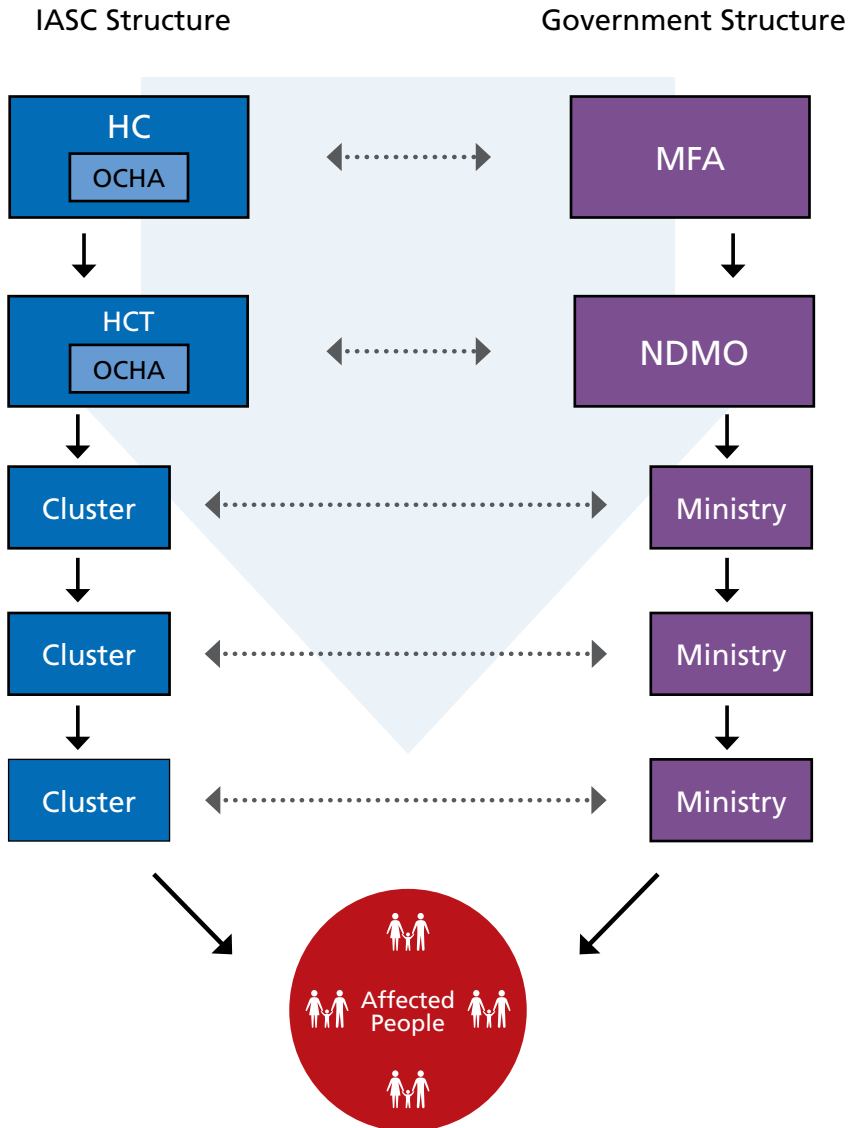 IASC Structure
Government Structure
HC
OCHA
MFA
HCT
OCHA
NDMO
Cluster
Ministry
Cluster
Ministry
Cluster
Ministry
Affected
People